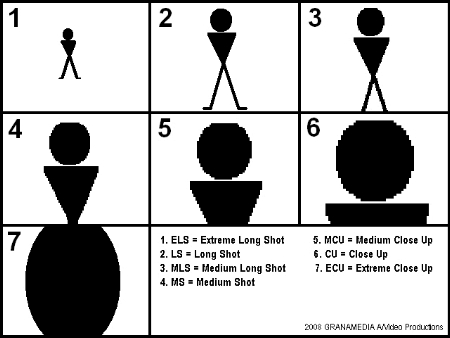 1
2
3
4
5
6
7
1. ELS = Extreme Long Shot
2. LS = Long Shot
3. MLS = Medium Long Shot
4. MS = Medium Shot
5. MCU = Medium Close Up
6. CU = Close Up
7. ECU = Extreme Close Up
2008 GRANAMEDIA A/Video Productions